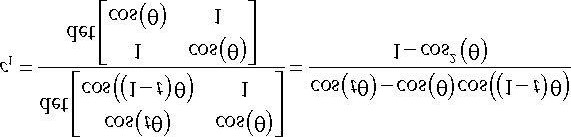 c₁ = det[cos(tθ) cos(θ); cos((1−t)θ) 1] / det[1 cos(θ); cos(θ) 1] = (cos(tθ)−cos(θ)cos((1−t)θ)) / (1−cos²(θ))